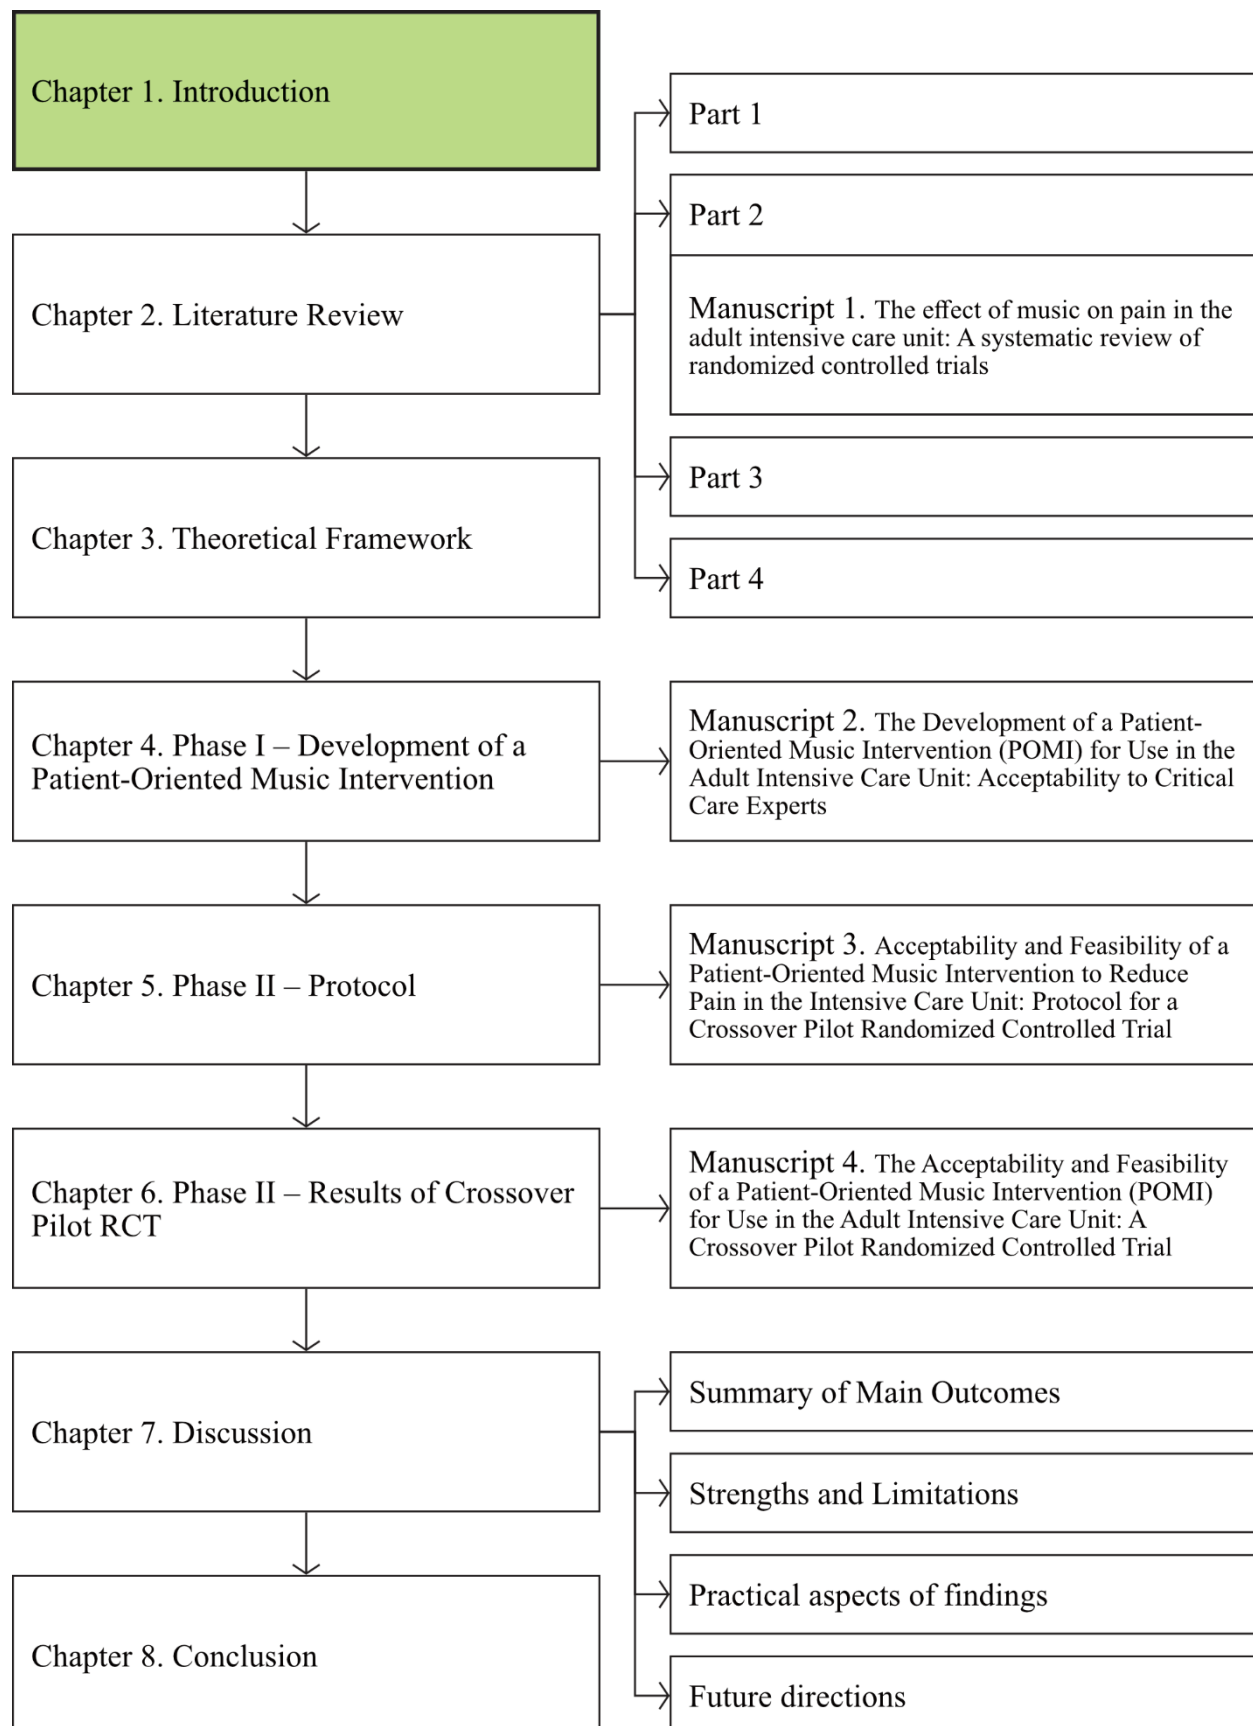 Chapter 1. Introduction
Part 1
Part 2
Chapter 2. Literature Review
Manuscript 1. The effect of music on pain in the
adult intensive care unit: A systematic review of
randomized controlled trials
Part 3
Chapter 3. Theoretical Framework
Part 4
Chapter 4. Phase I – Development of a
Patient-Oriented Music Intervention
Manuscript 2. The Development of a Patient-
Oriented Music Intervention (POMI) for Use in the
Adult Intensive Care Unit: Acceptability to Critical
Care Experts
Chapter 5. Phase II – Protocol
Manuscript 3. Acceptability and Feasibility of a
Patient-Oriented Music Intervention to Reduce
Pain in the Intensive Care Unit: Protocol for a
Crossover Pilot Randomized Controlled Trial
Chapter 6. Phase II – Results of Crossover
Pilot RCT
Manuscript 4. The Acceptability and Feasibility
of a Patient-Oriented Music Intervention (POMI)
for Use in the Adult Intensive Care Unit: A
Crossover Pilot Randomized Controlled Trial
Chapter 7. Discussion
Summary of Main Outcomes
Strengths and Limitations
Practical aspects of findings
Chapter 8. Conclusion
Future directions